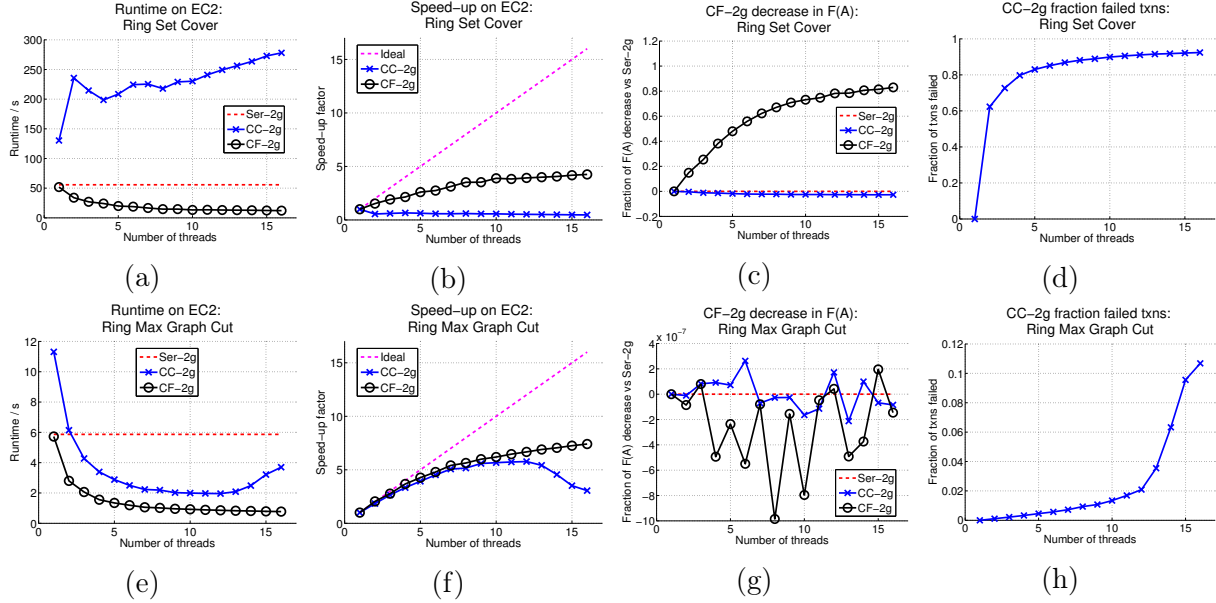 Runtime on EC2:
Ring Set Cover
300
250
200
150
100
50
0
Runtime / s
Ser−2g
CC−2g
CF−2g
0
5
10
15
Number of threads
(a)
Speed−up on EC2:
Ring Set Cover
15
10
5
0
Speed−up factor
Ideal
CC−2g
CF−2g
0
5
10
15
Number of threads
(b)
CF−2g decrease in F(A):
Ring Set Cover
1.2
1
0.8
0.6
0.4
0.2
0
−0.2
Fraction of F(A) decrease vs Ser−2g
Ser−2g
CC−2g
CF−2g
0
5
10
15
Number of threads
(c)
CC−2g fraction failed txns:
Ring Set Cover
1
0.8
0.6
0.4
0.2
0
Fraction of txns failed
0
5
10
15
Number of threads
(d)
Runtime on EC2:
Ring Max Graph Cut
12
10
8
6
4
2
0
Runtime / s
Ser−2g
CC−2g
CF−2g
0
5
10
15
Number of threads
(e)
Speed−up on EC2:
Ring Max Graph Cut
15
10
5
0
Speed−up factor
Ideal
CC−2g
CF−2g
0
5
10
15
Number of threads
(f)
CF−2g decrease in F(A):
Ring Max Graph Cut
x 10−7
4
2
0
−2
−4
−6
−8
−10
Fraction of F(A) decrease vs Ser−2g
Ser−2g
CC−2g
CF−2g
0
5
10
15
Number of threads
(g)
CC−2g fraction failed txns:
Ring Max Graph Cut
0.12
0.1
0.08
0.06
0.04
0.02
0
Fraction of txns failed
0
5
10
15
Number of threads
(h)